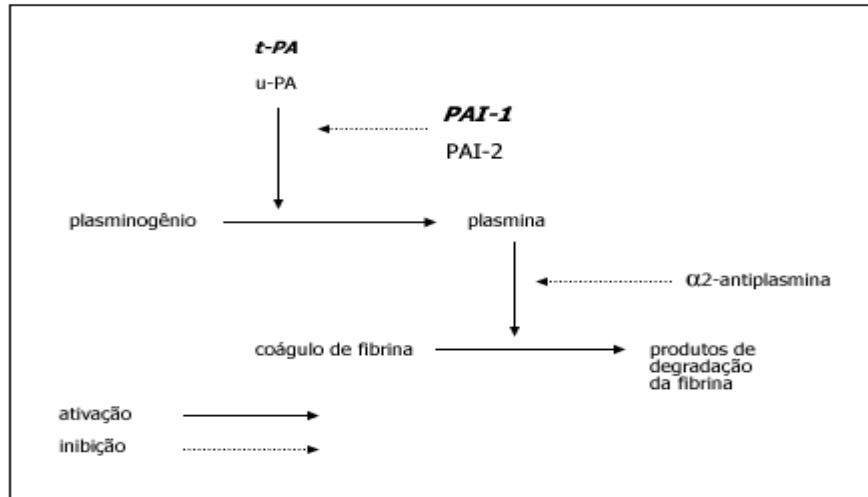 t-PA
u-PA
PAI-1
PAI-2
plasminogênio
plasmina
α2-antiplasmina
coágulo de fibrina
produtos de
degradação
da fibrina
ativação
inibição